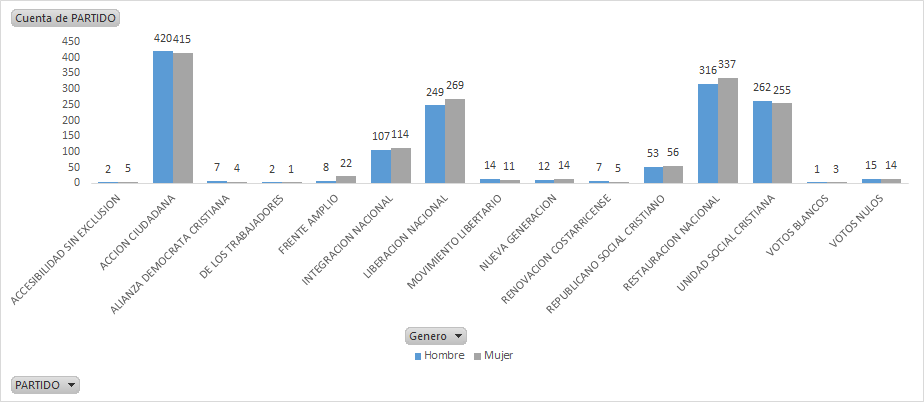 Cuenta de PARTIDO
450
400
350
300
250
200
150
100
50
0
420 415
2 5
7 4
2 1
8 22
107 114
249 269
14 11
12 14
7 5
53 56
316 337
262 255
1 3
15 14
ACCESIBILIDAD SIN EXCLUSION
ACCION CIUDADANA
ALIANZA DEMOCRATA CRISTIANA
DE LOS TRABAJADORES
FRENTE AMPLIO
INTEGRACION NACIONAL
LIBERACION NACIONAL
MOVIMIENTO LIBERTARIO
NUEVA GENERACION
RENOVACION COSTARRICENSE
REPUBLICANO SOCIAL CRISTIANO
RESTAURACION NACIONAL
UNIDAD SOCIAL CRISTIANA
VOTOS BLANCOS
VOTOS NULOS
Genero
Hombre Mujer
PARTIDO